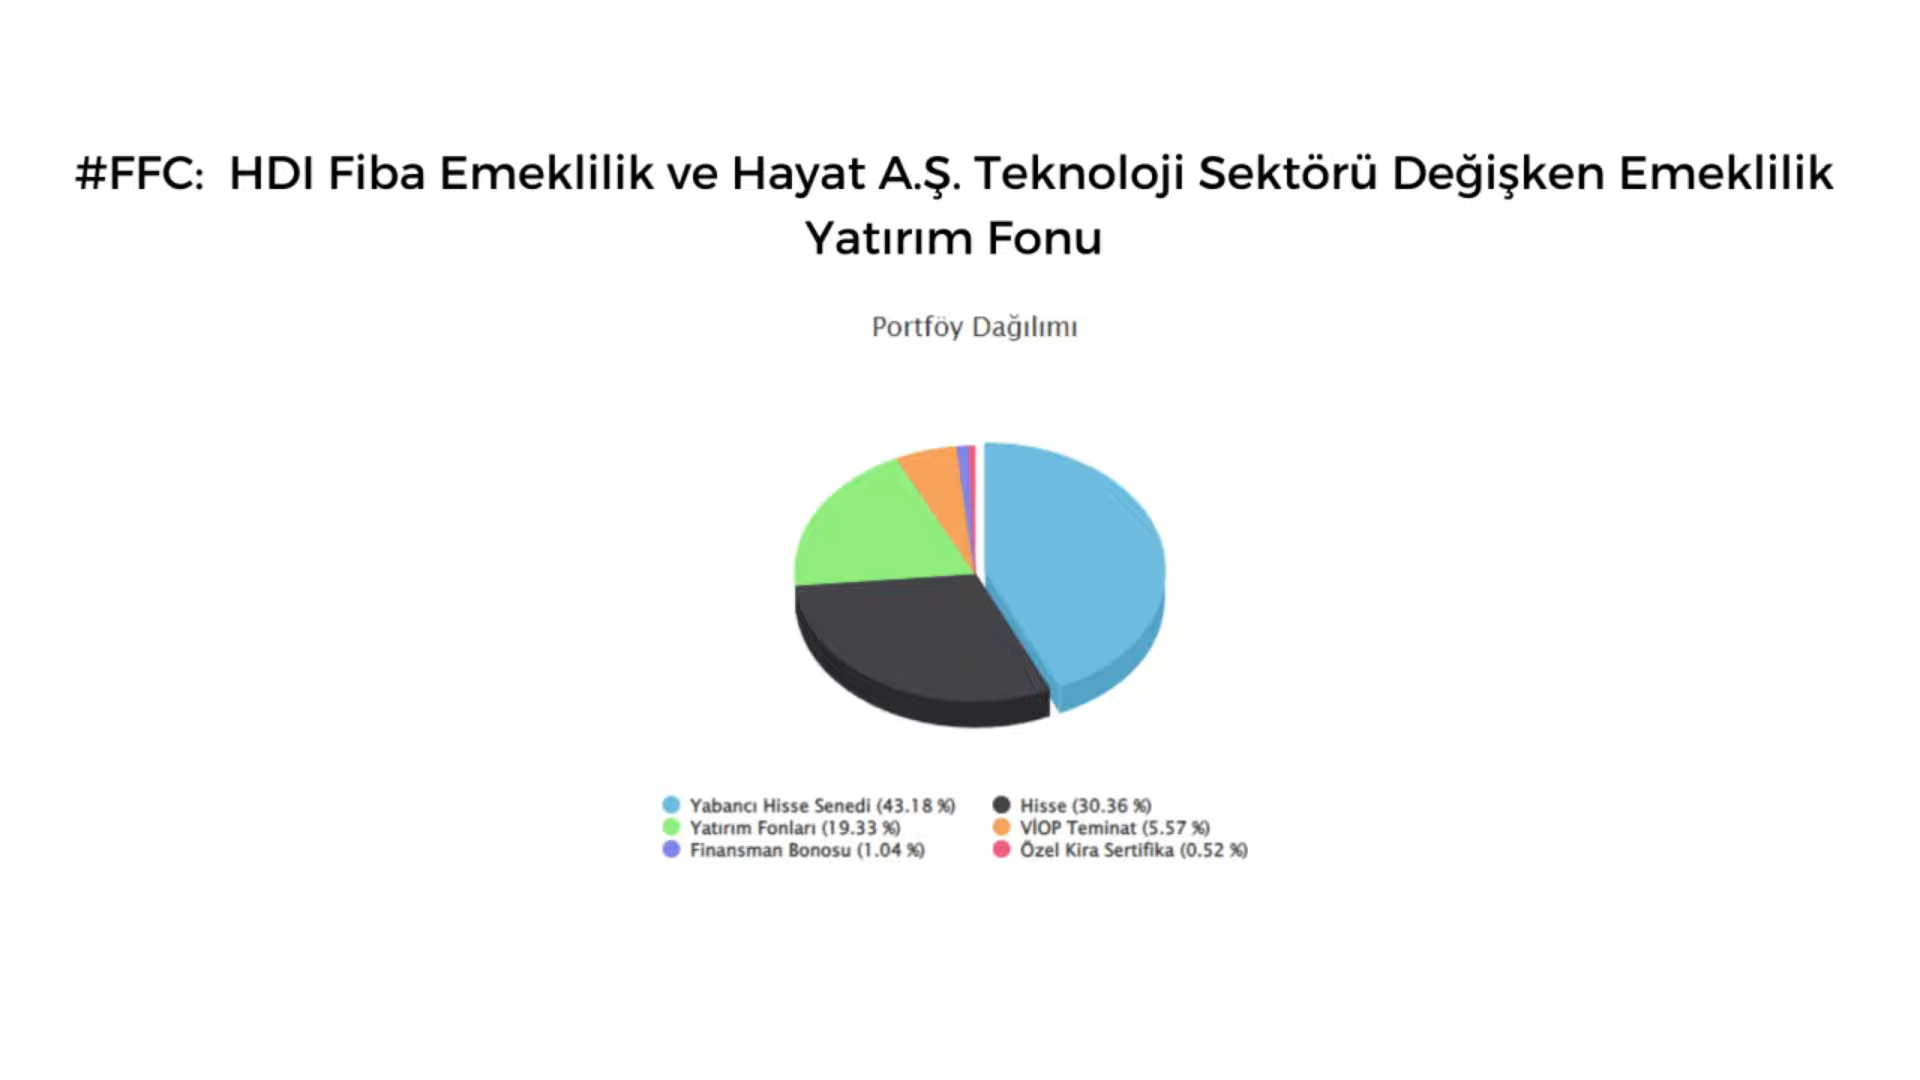 #FFC: HDI Fiba Emeklilik ve Hayat A.Ş. Teknoloji Sektörü Değişken Emeklilik
Yatırım Fonu
Portföy Dağılımı
Yabancı Hisse Senedi (43.18 %)
Hisse (30.36 %)
Yatırım Fonları (19.33 %)
VİOP Teminat (5.57 %)
Finansman Bonosu (1.04 %)
Özel Kira Sertifika (0.52 %)